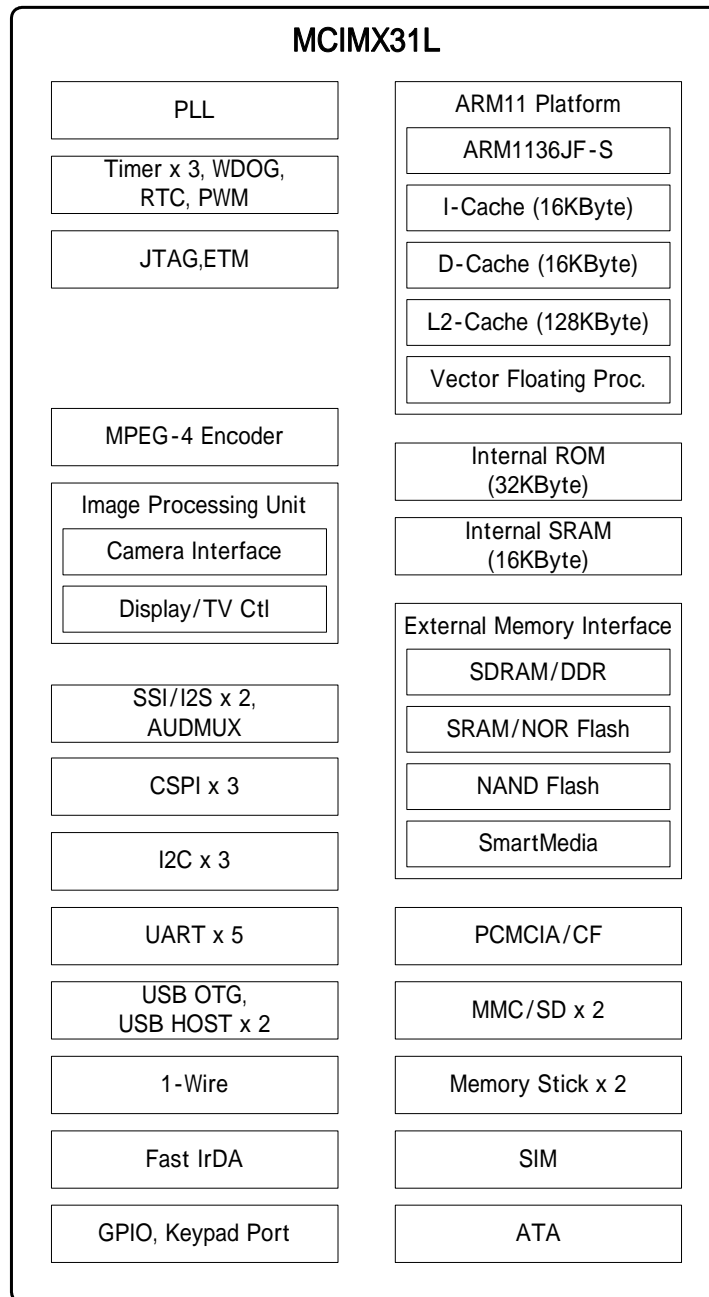 MCIMX31L
PLL
Timer x 3, WDOG,
RTC, PWM
JTAG,ETM
MPEG-4 Encoder
Image Processing Unit
Camera Interface
Display/TV Ctl
SSI/I2S x 2,
AUDMUX
CSPI x 3
I2C x 3
UART x 5
USB OTG,
USB HOST x 2
1-Wire
Fast IrDA
GPIO, Keypad Port
ARM11 Platform
ARM1136JF-S
I-Cache (16KByte)
D-Cache (16KByte)
L2-Cache (128KByte)
Vector Floating Proc.
Internal ROM
(32KByte)
Internal SRAM
(16KByte)
External Memory Interface
SDRAM/DDR
SRAM/NOR Flash
NAND Flash
SmartMedia
PCMCIA/CF
MMC/SD x 2
Memory Stick x 2
SIM
ATA